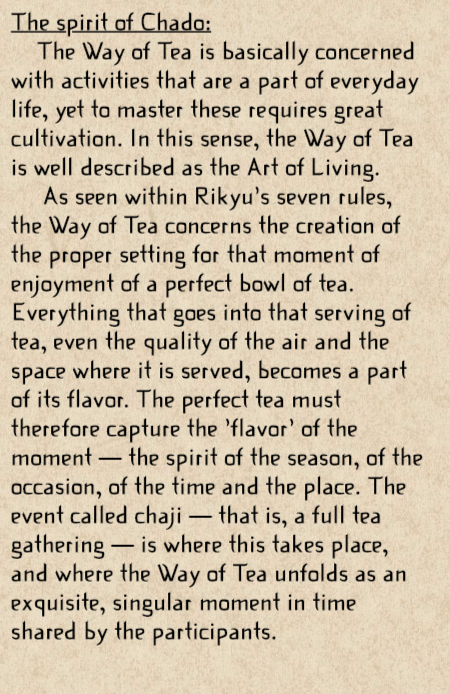 The spirit of Chado:
The Way of Tea is basically concerned
with activities that are a part of everyday
life, yet to master these requires great
cultivation. In this sense, the Way of Tea
is well described as the Art of Living.
As seen within Rikyu's seven rules,
the Way of Tea concerns the creation of
the proper setting for that moment of
enjoyment of a perfect bowl of tea.
Everything that goes into that serving of
tea, even the quality of the air and the
space where it is served, becomes a part
of its flavor. The perfect tea must
therefore capture the 'flavor' of the
moment — the spirit of the season, of the
occasion, of the time and the place. The
event called chaji — that is, a full tea
gathering — is where this takes place,
and where the Way of Tea unfolds as an
exquisite, singular moment in time
shared by the participants.